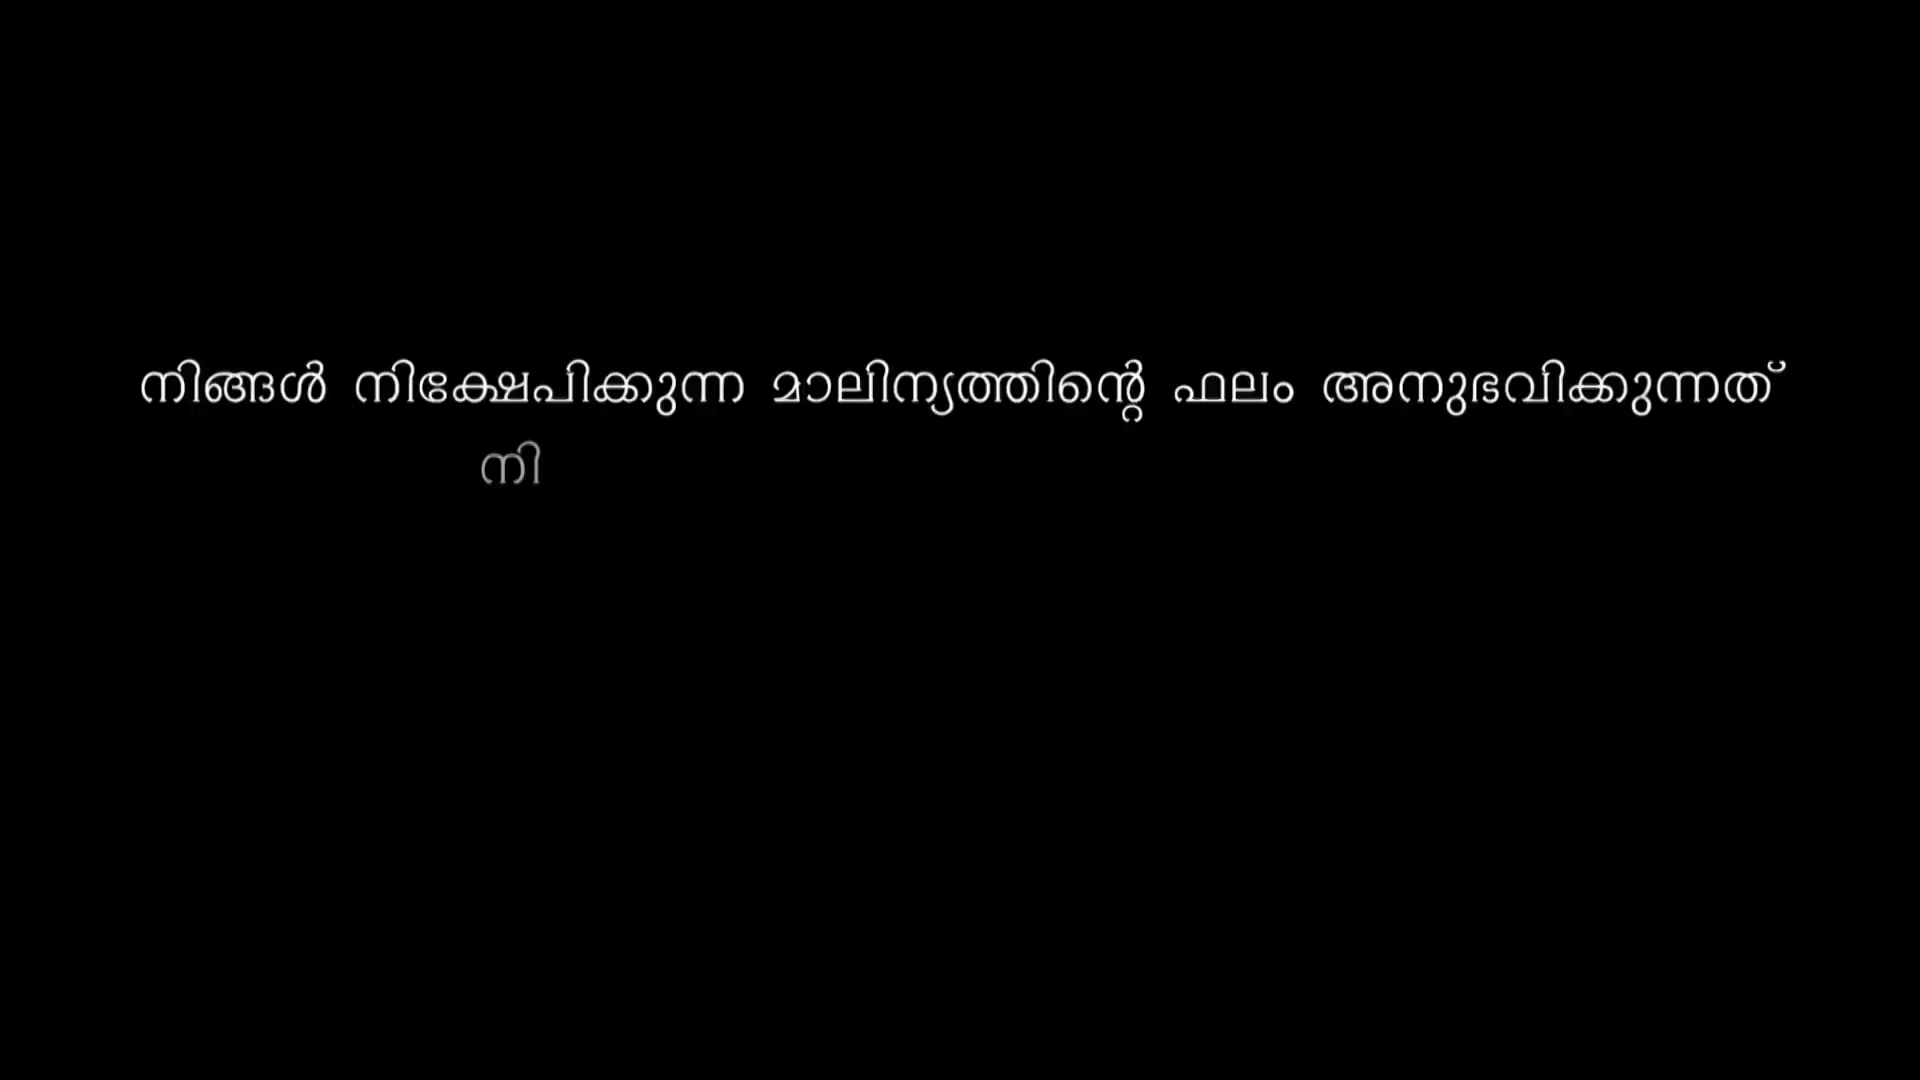 നിങ്ങൾ നിക്ഷേപിക്കുന്ന മാലിന്യത്തിന്റെ ഫലം അനുഭവിക്കുന്നത്
നി